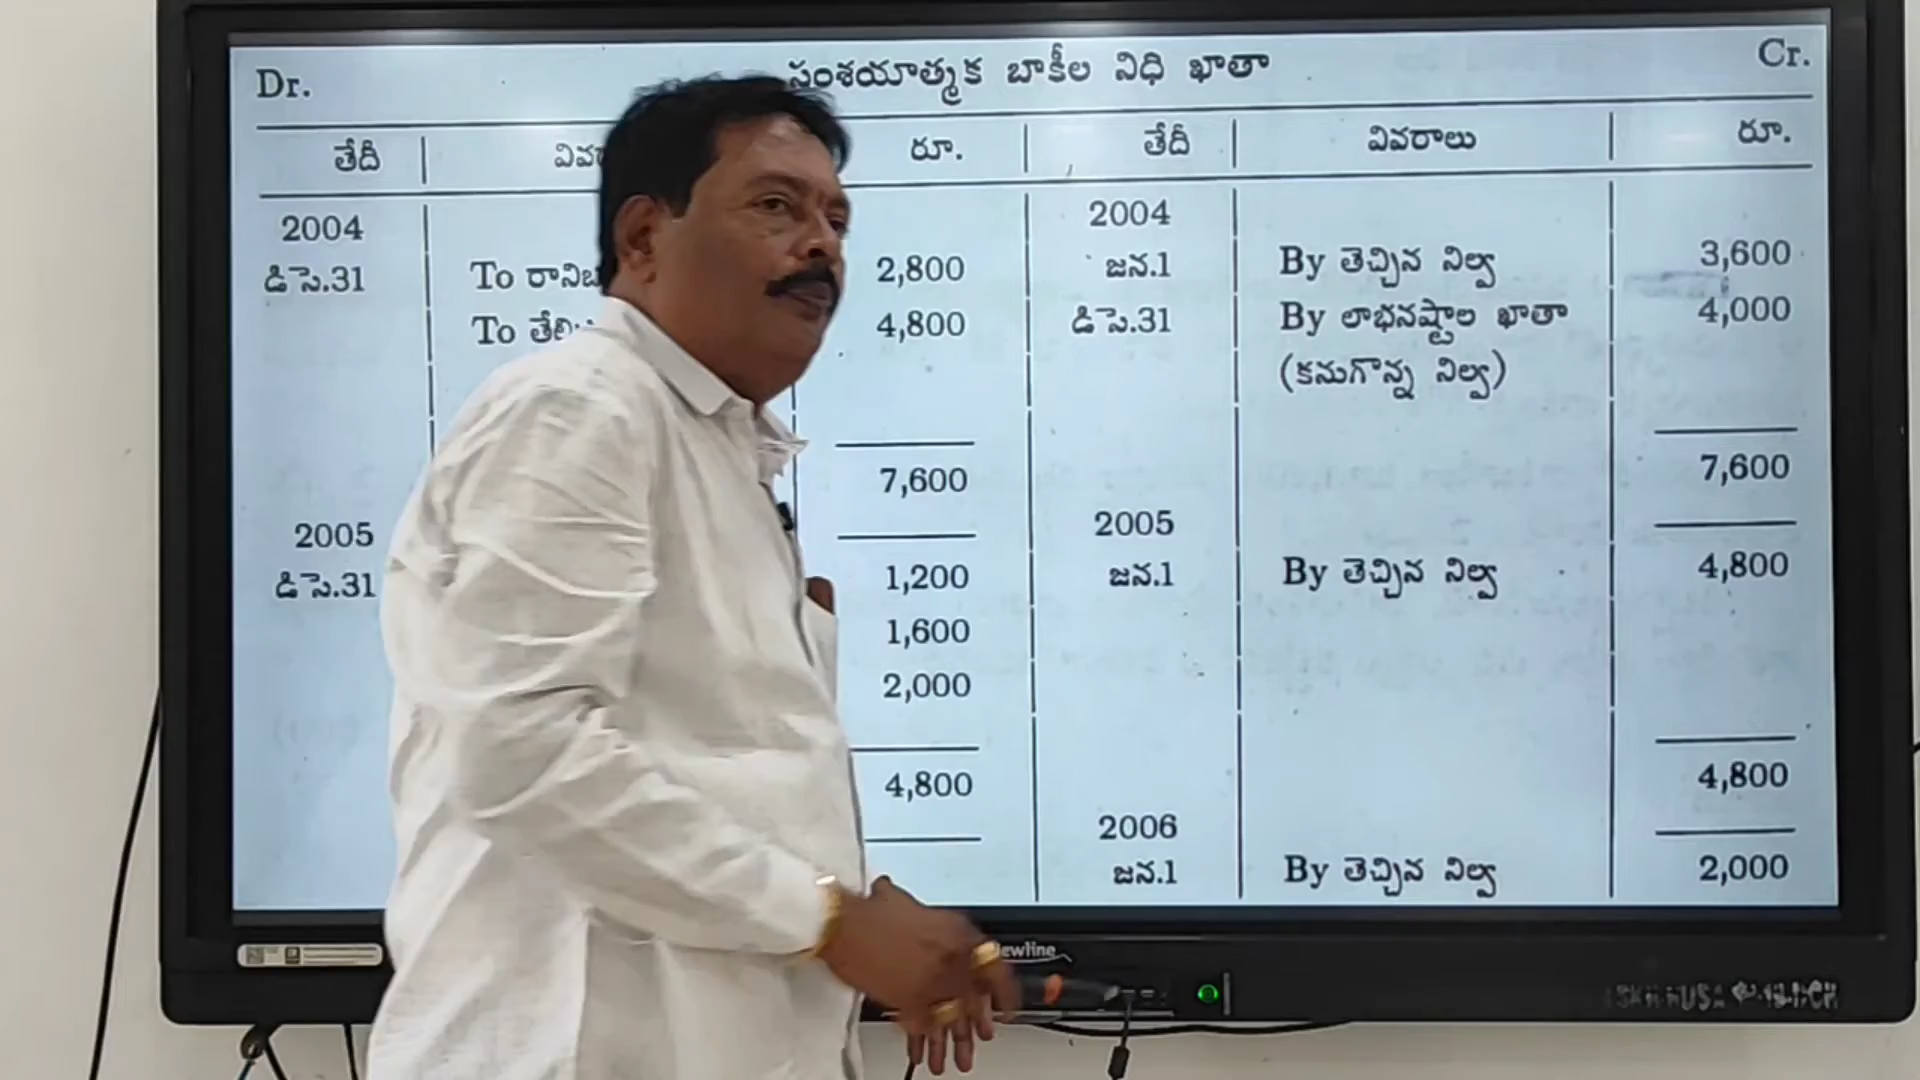 Dr. సంశయాత్మక బాకీల నిధి ఖాతా Cr.
తేదీ రూ. తేదీ వివరాలు రూ.
2004 2004
డిసె.31 To 2,800 జన.1 By తెచ్చిన నిల్వ 3,600
To 4,800 డిసె.31 By లాభనష్టాల ఖాతా 4,000
(కనుగొన్న నిల్వ)
7,600 7,600
2005 2005
డిసె.31 1,200 జన.1 By తెచ్చిన నిల్వ 4,800
1,600
2,000
4,800 4,800
2006
జన.1 By తెచ్చిన నిల్వ 2,000
newline